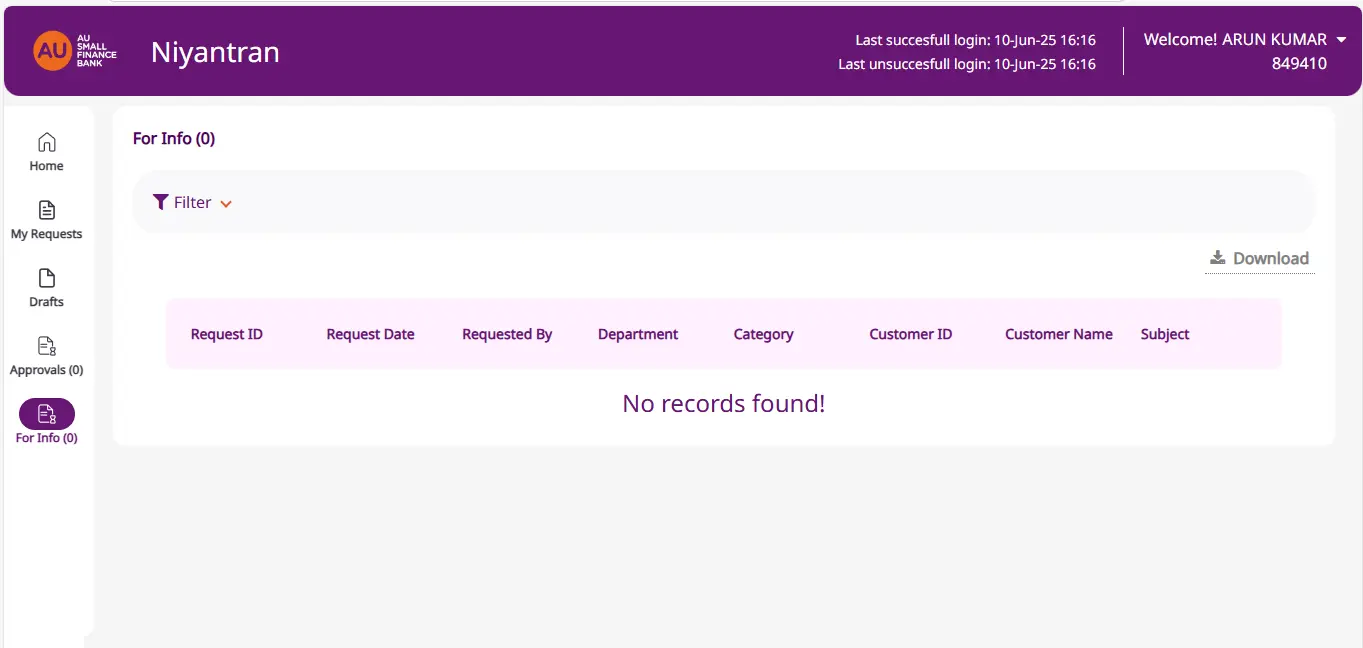 AU
AU
SMALL
FINANCE
BANK
Niyantran
Last succesfull login: 10-Jun-25 16:16
Last unsuccesfull login: 10-Jun-25 16:16
Welcome! ARUN KUMAR
849410
Home
My Requests
Drafts
Approvals (0)
For Info (0)
For Info (0)
Filter
Download
Request ID Request Date Requested By Department Category Customer ID Customer Name Subject
No records found!